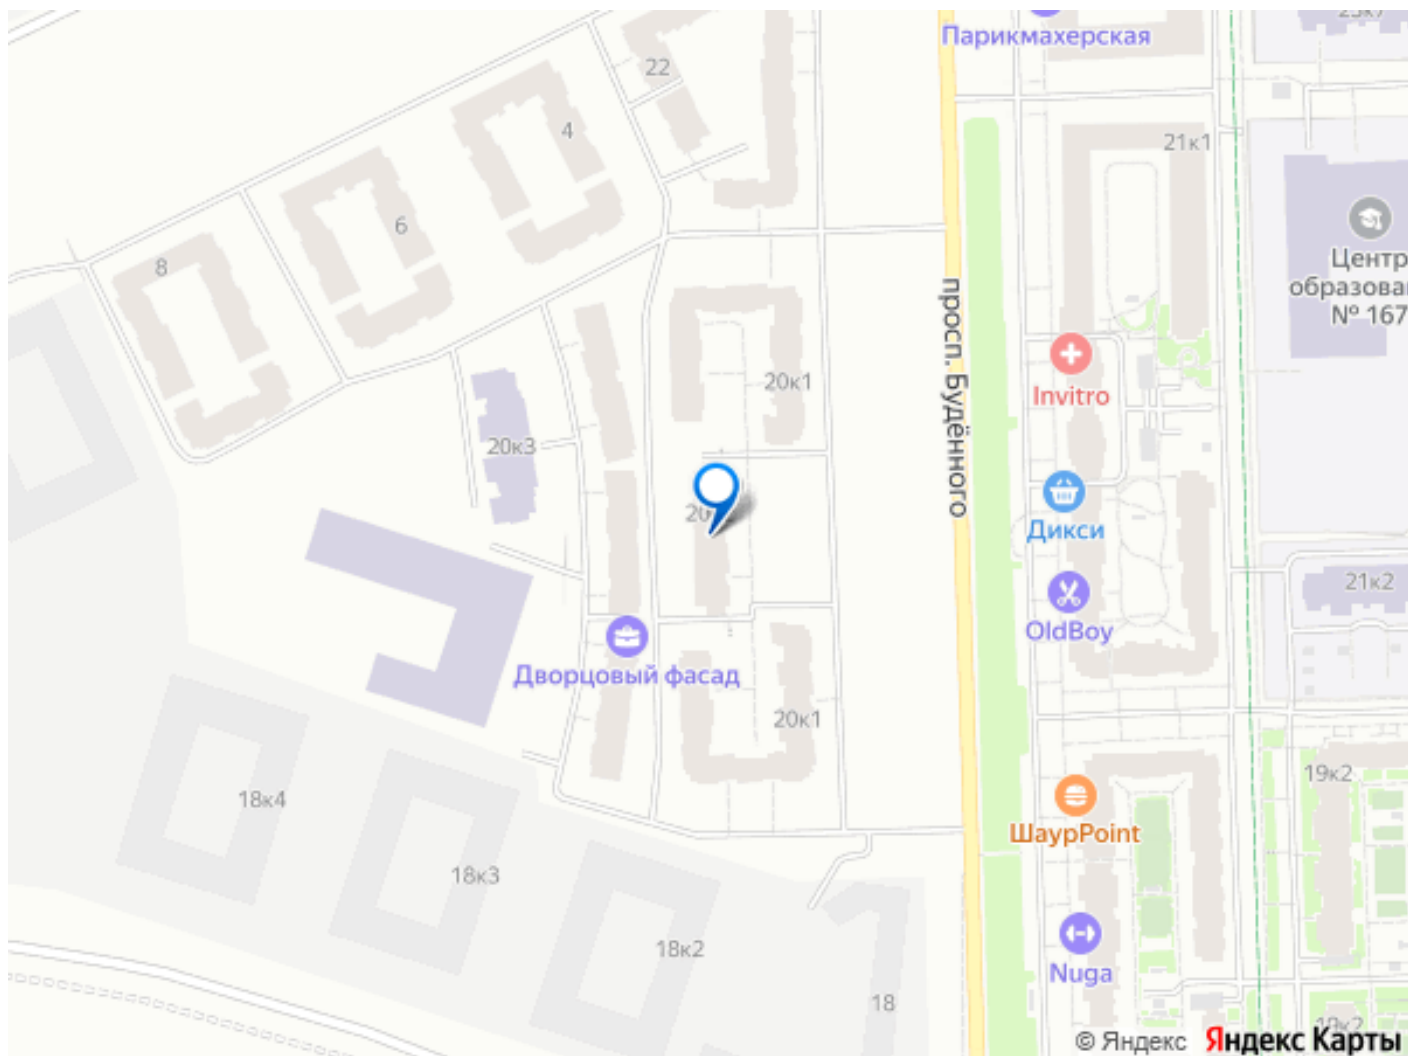 Парикмахерская
22
4
21к1
6
8
Центр
образова
№ 167
просп. Будённого
20к1
Invitro
20к3
Дикси
21к2
OldBoy
Дворцовый фасад
20к1
19к2
18к4
ШаурPoint
18к3
18к2
Nuga
18
© Яндекс Яндекс Карты